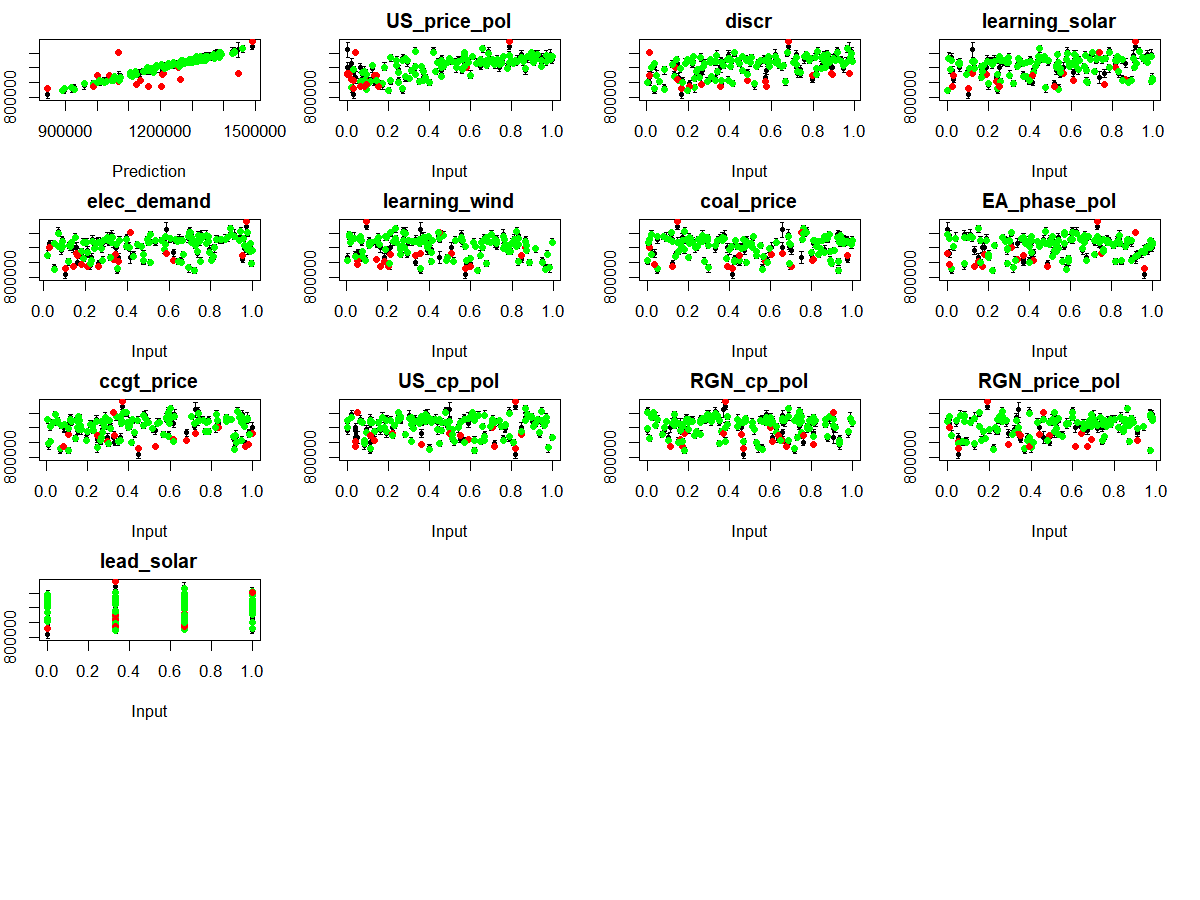 US_price_pol discr learning_solar
800000 800000 800000 800000
900000 1200000 1500000 0.0 0.2 0.4 0.6 0.8 1.0 0.0 0.2 0.4 0.6 0.8 1.0 0.0 0.2 0.4 0.6 0.8 1.0
Prediction Input Input Input
elec_demand learning_wind coal_price EA_phase_pol
800000 800000 800000 800000
0.0 0.2 0.4 0.6 0.8 1.0 0.0 0.2 0.4 0.6 0.8 1.0 0.0 0.2 0.4 0.6 0.8 1.0 0.0 0.2 0.4 0.6 0.8 1.0
Input Input Input Input
ccgt_price US_cp_pol RGN_cp_pol RGN_price_pol
800000 800000 800000 800000
0.0 0.2 0.4 0.6 0.8 1.0 0.0 0.2 0.4 0.6 0.8 1.0 0.0 0.2 0.4 0.6 0.8 1.0 0.0 0.2 0.4 0.6 0.8 1.0
Input Input Input Input
lead_solar
800000
0.0 0.2 0.4 0.6 0.8 1.0
Input